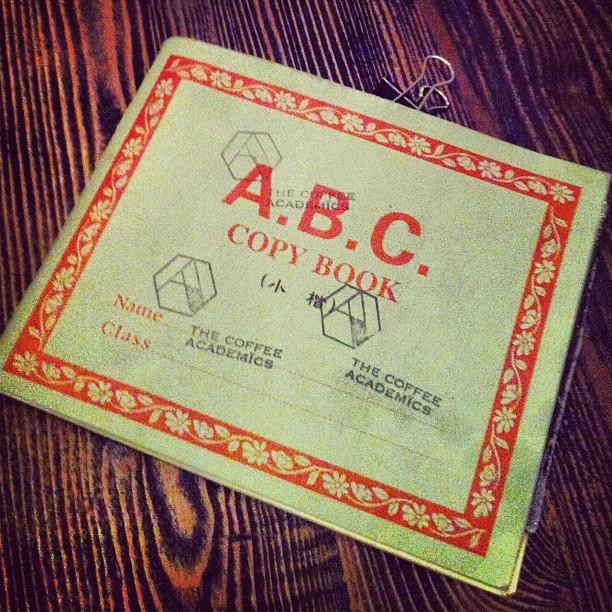 THE COFFEE
ACADEMICS
A.B.C.
COPY BOOK
(小 楷)
Name
Class
THE COFFEE
ACADEMICS
THE COFFEE
ACADEMICS